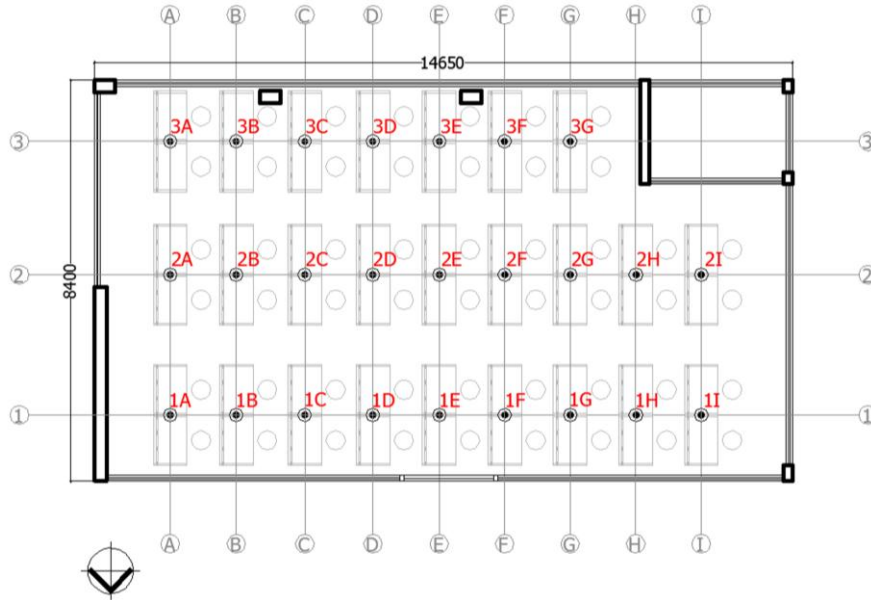 A B C D E F G H I
14650
3A 3B 3C 3D 3E 3F 3G
3 3
2A 2B 2C 2D 2E 2F 2G 2H 2I
2 2
8400
1A 1B 1C 1D 1E 1F 1G 1H 1I
1 1
A B C D E F G H I